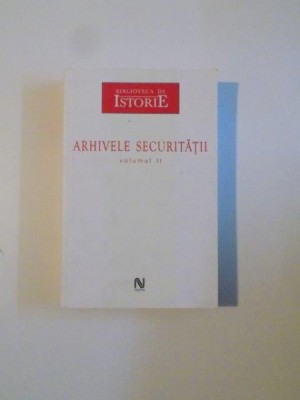 BIBLIOTECA DE
ISTORIE
ARHIVELE SECURITĂȚII
volumul II
N